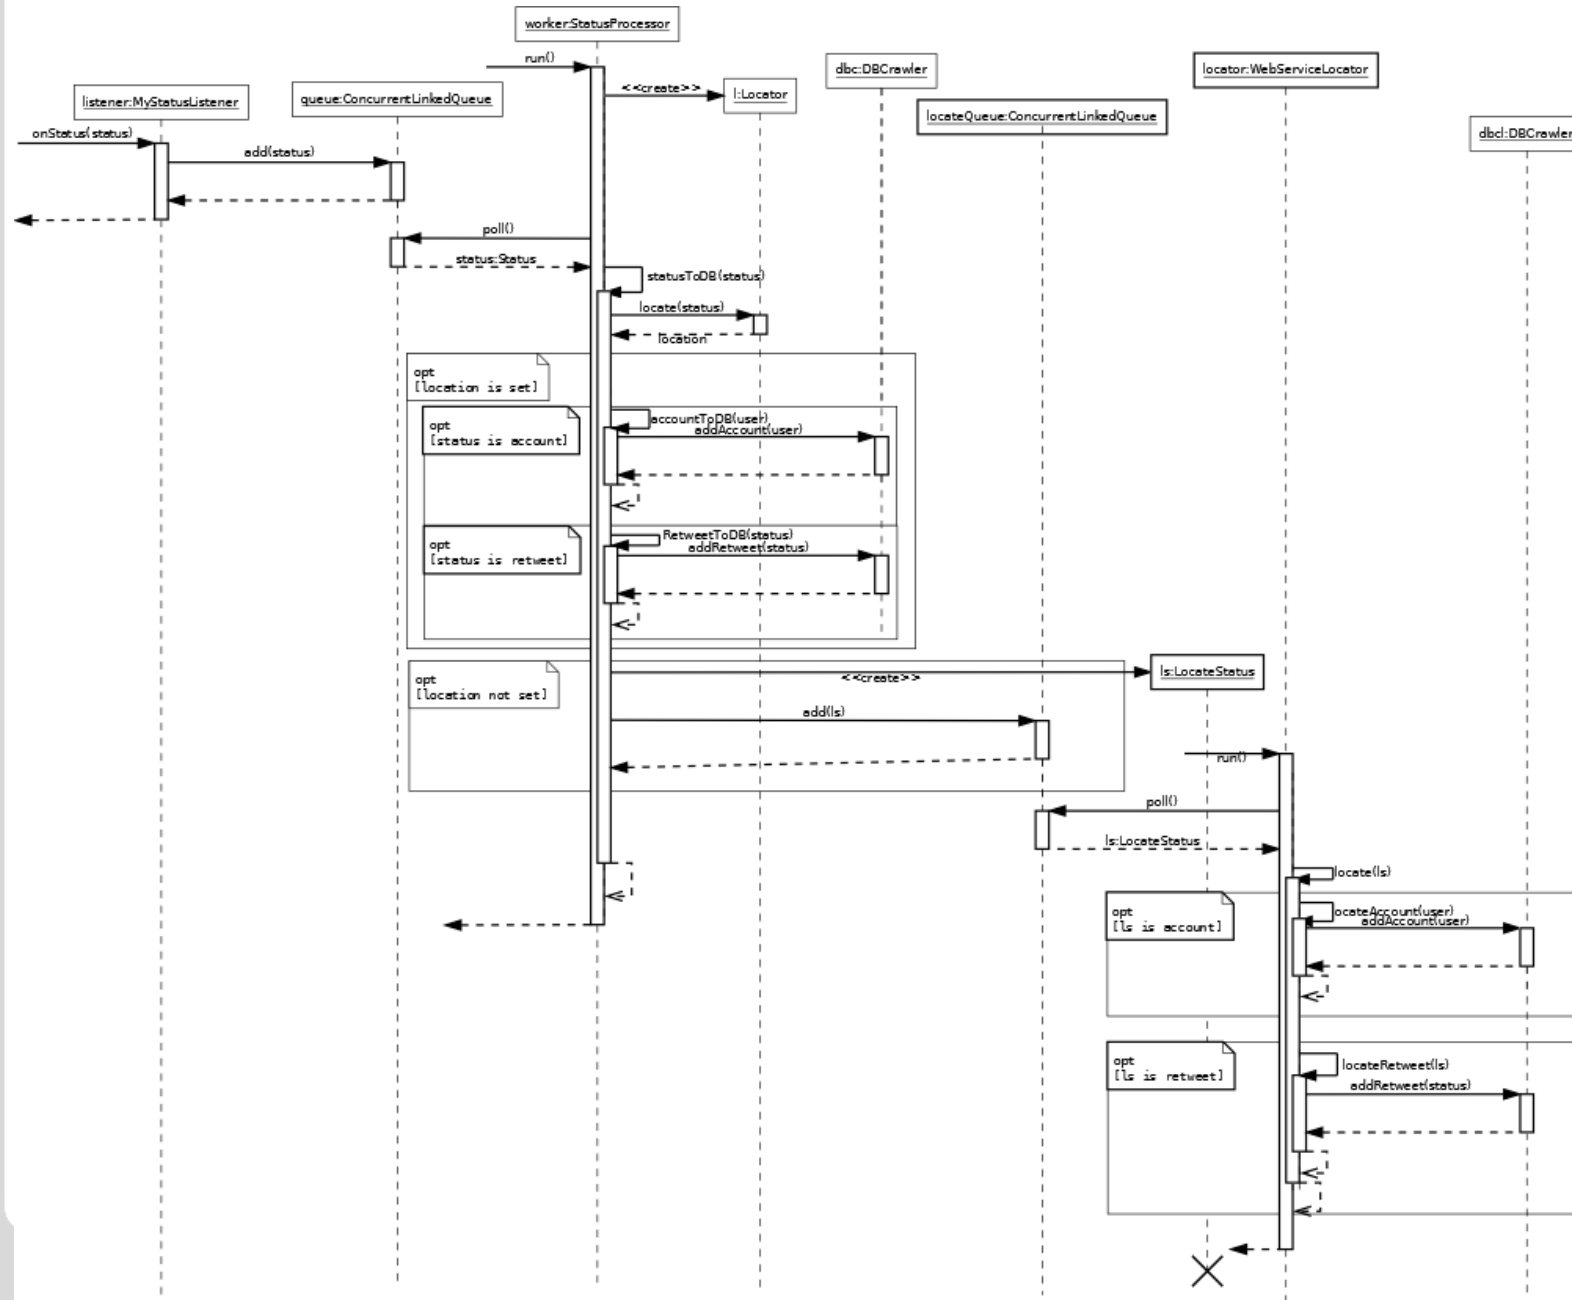 worker:StatusProcessor
run()
dbc:DBCrawler
locator:WebServiceLocator
<<create>>
l:Locator
listener:MyStatusListener
queue:ConcurrentLinkedQueue
locateQueue:ConcurrentLinkedQueue
onStatus(status)
dbcl:DBCrawler
add(status)
poll()
status:Status
statusToDB(status)
locate(status)
location
opt
[location is set]
accountToDB(user)
opt
addAccount(user)
[status is account]
RetweetToDB(status)
opt
addRetweet(status)
[status is retweet]
opt
[location not set]
<<create>>
ls:LocateStatus
add(ls)
run()
poll()
ls:LocateStatus
locate(ls)
opt
[ls is account]
ocateAccount(user)
addAccount(user)
opt
[ls is retweet]
locateRetweet(ls)
addRetweet(status)